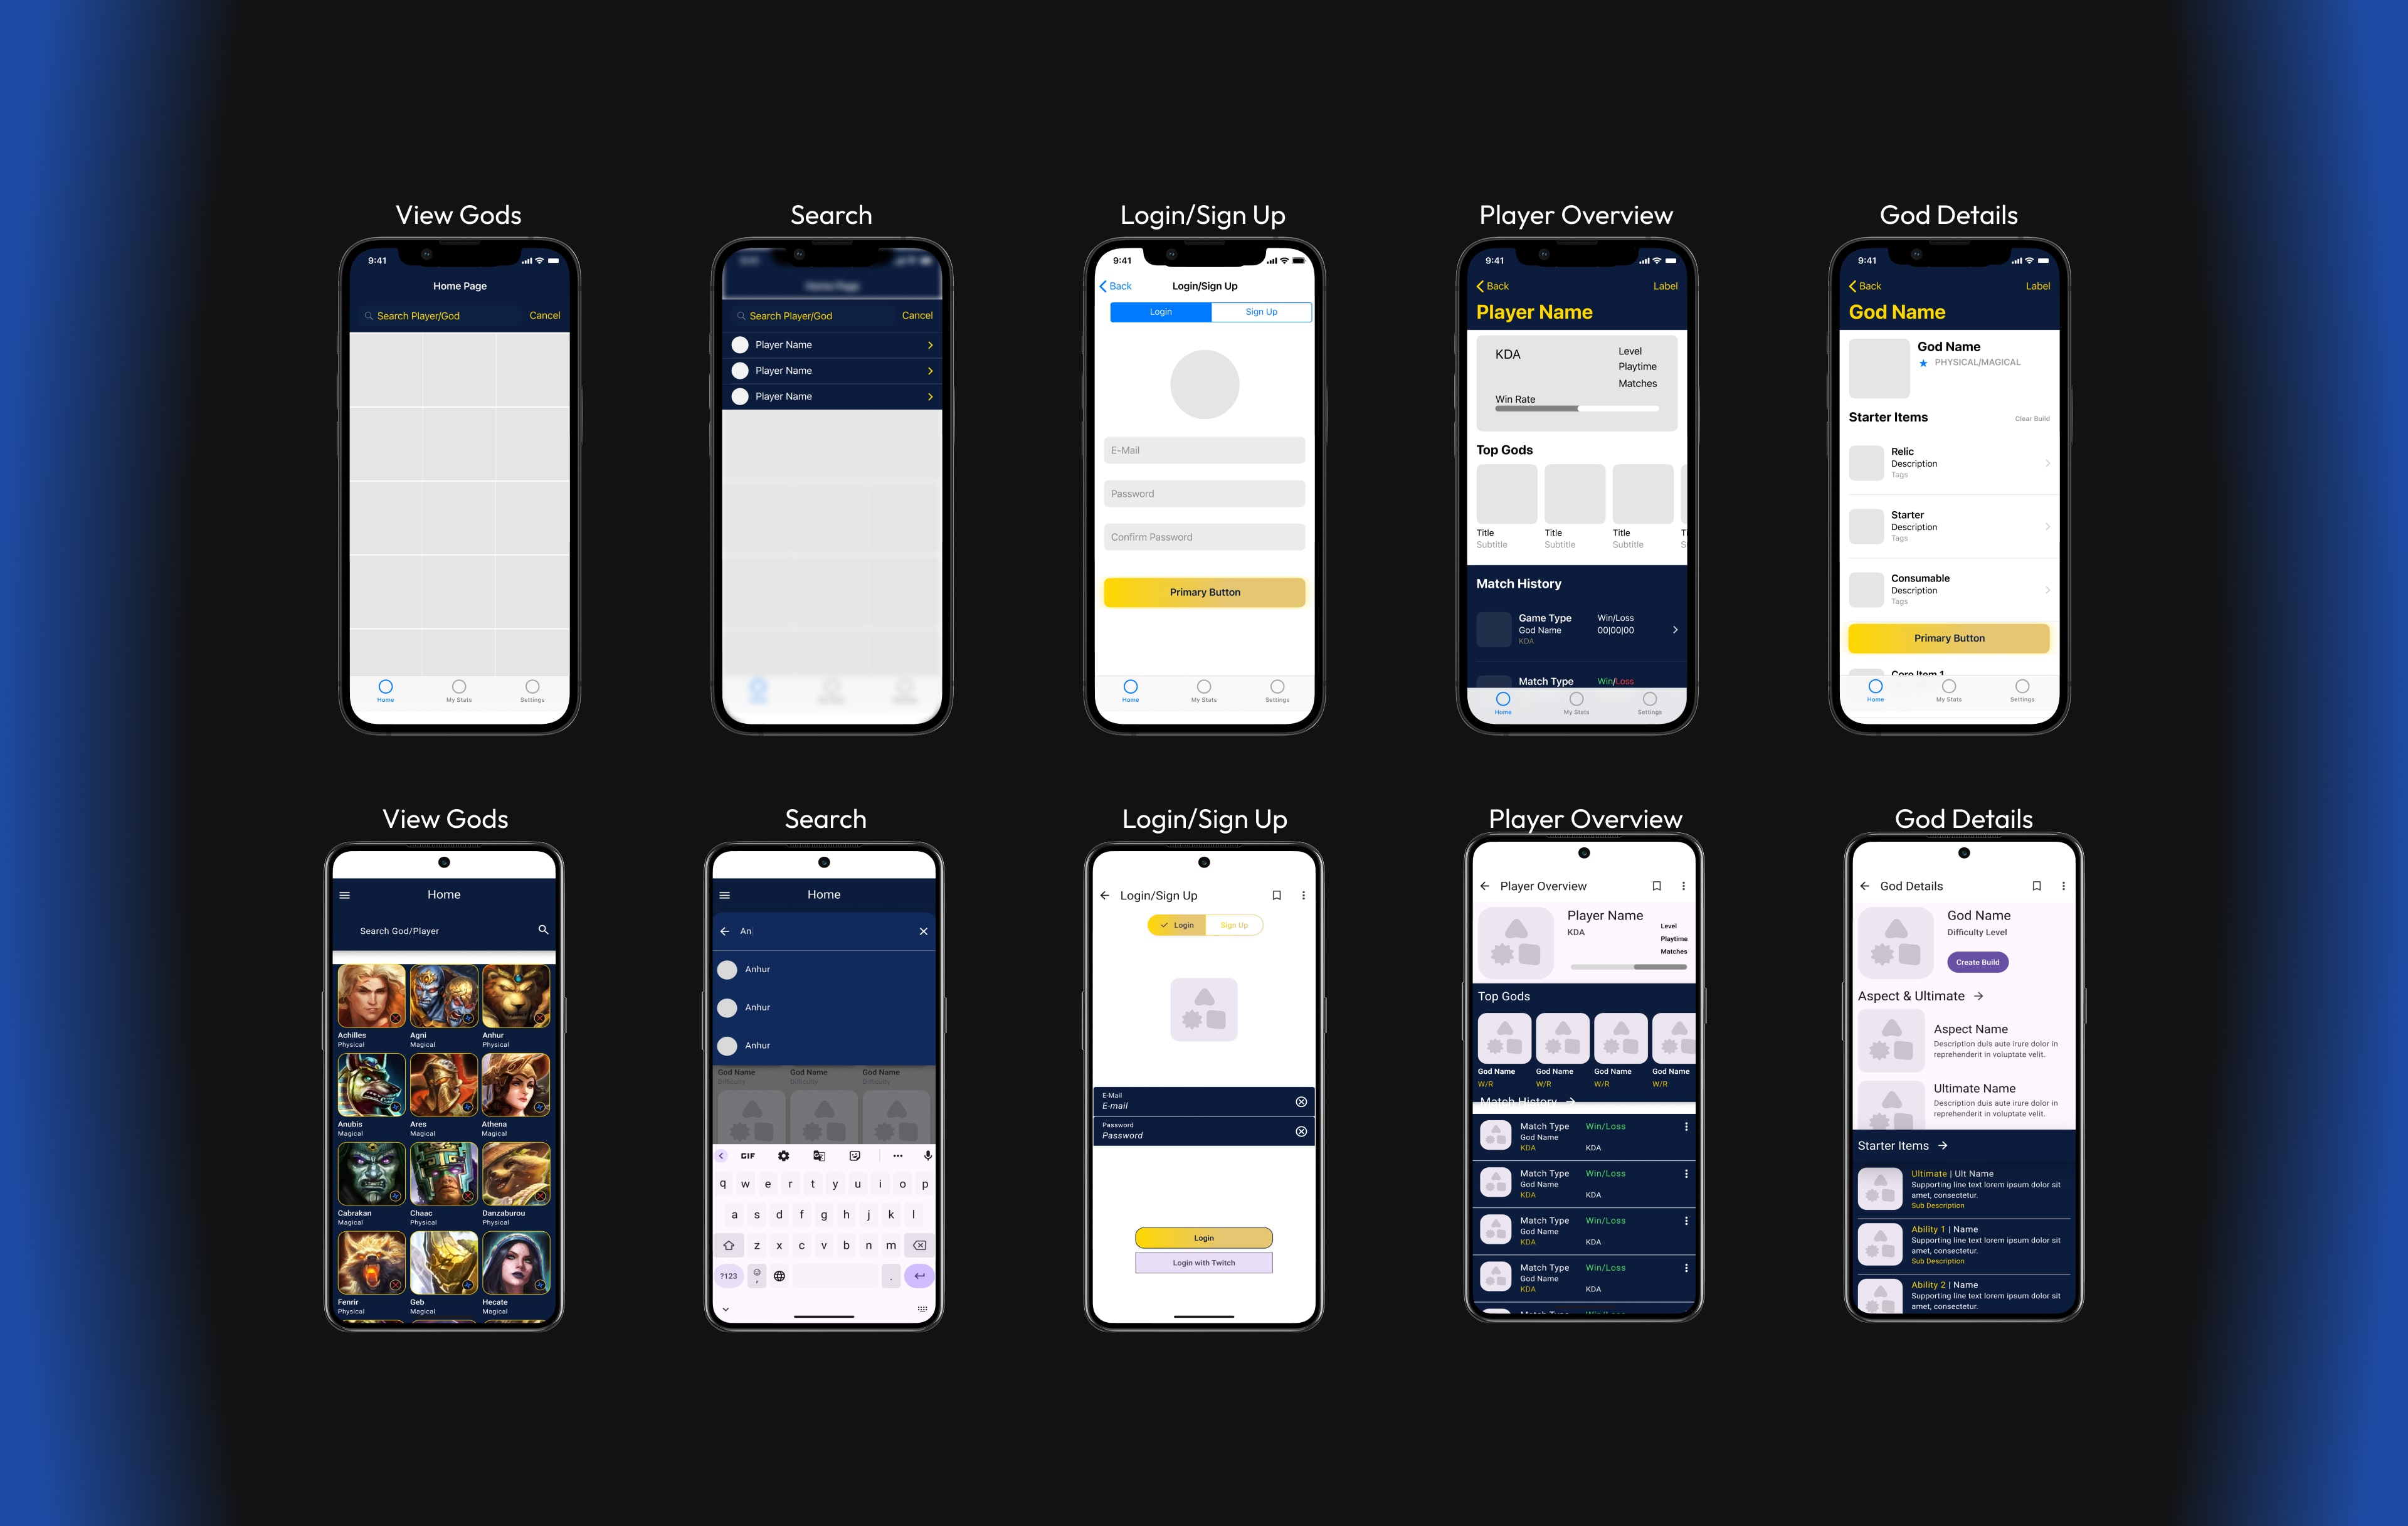 View Gods
Search
Login/Sign Up
Player Overview
God Details
9:41
Home Page
Search Player/God Cancel
Home My Stats Settings
Search Player/God Cancel
Player Name
Player Name
Player Name
9:41
Back Login/Sign Up
Login Sign Up
E-Mail
Password
Confirm Password
Primary Button
Home My Stats Settings
9:41
Back Label
Player Name
KDA
Level
Playtime
Matches
Win Rate
Top Gods
Title Title Title
Subtitle Subtitle Subtitle
Match History
Game Type Win/Loss
God Name 00|00|00
KDA
Match Type Win/Loss
Home My Stats Settings
9:41
Back Label
God Name
God Name
PHYSICAL/MAGICAL
Starter Items Clear Build
Relic
Description
Tags
Starter
Description
Tags
Consumable
Description
Tags
Primary Button
Core Item 1
Home My Stats Settings
View Gods
Search
Login/Sign Up
Player Overview
God Details
Home
Search God/Player
Achilles Agni Anhur
Physical Magical Physical
Anubis Ares Athena
Magical Magical Magical
Cabrakan Chaac Danzaburou
Magical Physical Physical
Fenrir Geb Hecate
Physical Magical Magical
Home
An
Anhur
Anhur
Anhur
God Name God Name God Name
Difficulty Difficulty Difficulty
GIF
q w e r t y u i o p
a s d f g h j k l
z x c v b n m
?123 , .
Login/Sign Up
Login Sign Up
E-Mail
E-mail
Password
Password
Login
Login with Twitch
Player Overview
Player Name
KDA
Level
Playtime
Matches
Top Gods
God Name God Name God Name God Name
W/R W/R W/R W/R
Match History
Match Type Win/Loss
God Name
KDA KDA
Match Type Win/Loss
God Name
KDA KDA
Match Type Win/Loss
God Name
KDA KDA
Match Type Win/Loss
God Name
KDA KDA
God Details
God Name
Difficulty Level
Create Build
Aspect & Ultimate
Aspect Name
Description duis aute irure dolor in
reprehenderit in voluptate velit.
Ultimate Name
Description duis aute irure dolor in
reprehenderit in voluptate velit.
Starter Items
Ultimate | Ult Name
Supporting line text lorem ipsum dolor sit
amet, consectetur.
Sub Description
Ability 1 | Name
Supporting line text lorem ipsum dolor sit
amet, consectetur.
Sub Description
Ability 2 | Name
Supporting line text lorem ipsum dolor sit
amet, consectetur.